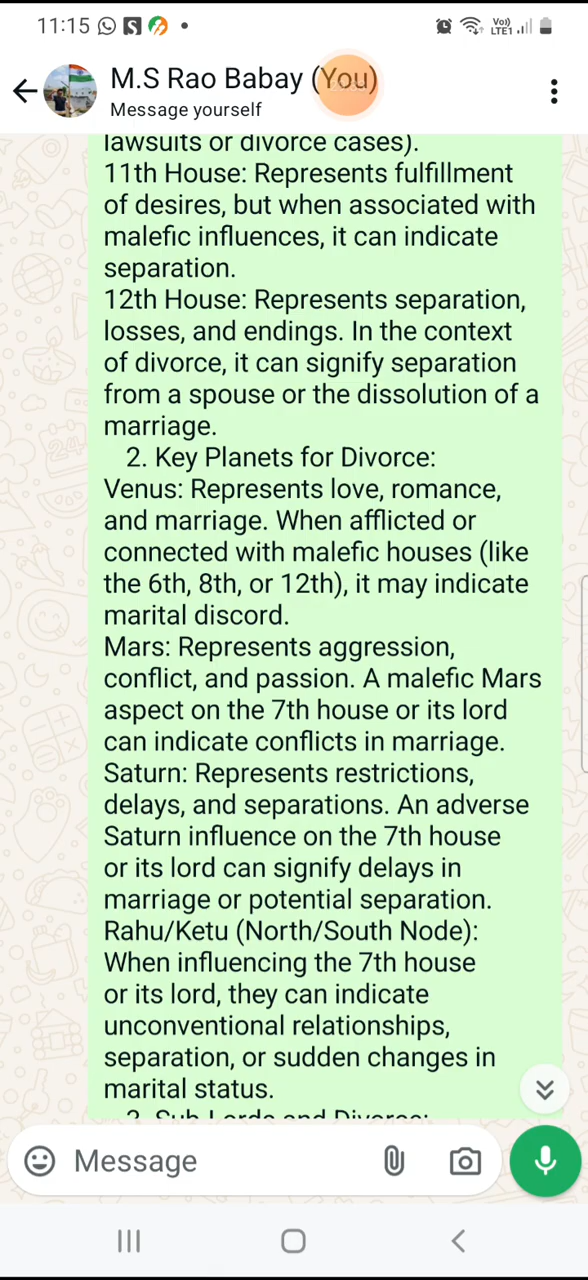 11:15
Vo)) LTE1
M.S Rao Babay (You)
Message yourself
lawsuits or divorce cases).
11th House: Represents fulfillment
of desires, but when associated with
malefic influences, it can indicate
separation.
12th House: Represents separation,
losses, and endings. In the context
of divorce, it can signify separation
from a spouse or the dissolution of a
marriage.
2. Key Planets for Divorce:
Venus: Represents love, romance,
and marriage. When afflicted or
connected with malefic houses (like
the 6th, 8th, or 12th), it may indicate
marital discord.
Mars: Represents aggression,
conflict, and passion. A malefic Mars
aspect on the 7th house or its lord
can indicate conflicts in marriage.
Saturn: Represents restrictions,
delays, and separations. An adverse
Saturn influence on the 7th house
or its lord can signify delays in
marriage or potential separation.
Rahu/Ketu (North/South Node):
When influencing the 7th house
or its lord, they can indicate
unconventional relationships,
separation, or sudden changes in
marital status.
3. Sub Lords and Divorce:
Message